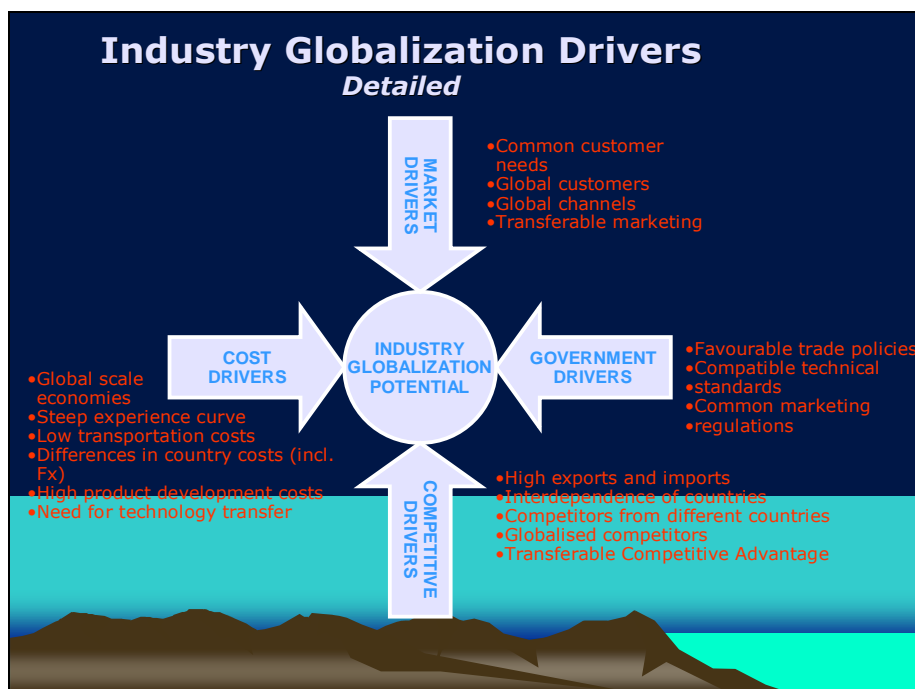 Industry Globalization Drivers
Detailed
MARKET
DRIVERS
•Common customer
needs
•Global customers
•Global channels
•Transferable marketing
COST
DRIVERS
INDUSTRY
GLOBALIZATION
POTENTIAL
GOVERNMENT
DRIVERS
•Favourable trade policies
•Compatible technical
•standards
•Common marketing
•regulations
•Global scale
economies
•Steep experience curve
•Low transportation costs
•Differences in country costs (incl.
Fx)
•High product development costs
•Need for technology transfer
COMPETITIVE
DRIVERS
•High exports and imports
•Interdependence of countries
•Competitors from different countries
•Globalised competitors
•Transferable Competitive Advantage